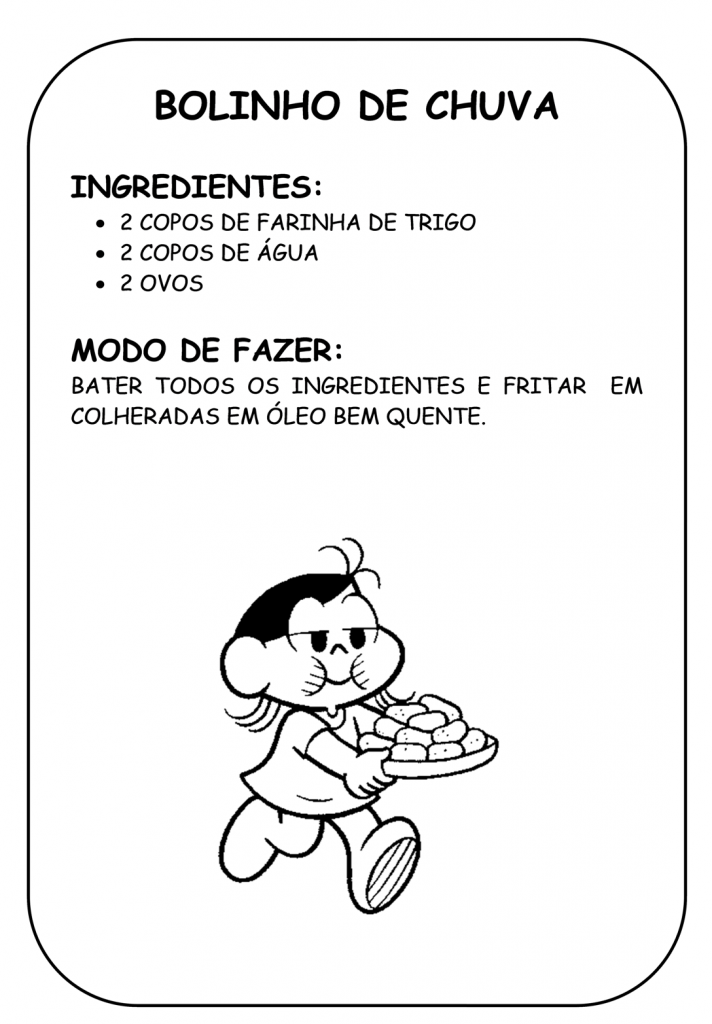 BOLINHO DE CHUVA
INGREDIENTES:
• 2 COPOS DE FARINHA DE TRIGO
• 2 COPOS DE ÁGUA
• 2 OVOS
MODO DE FAZER:
BATER TODOS OS INGREDIENTES E FRITAR EM
COLHERADAS EM ÓLEO BEM QUENTE.